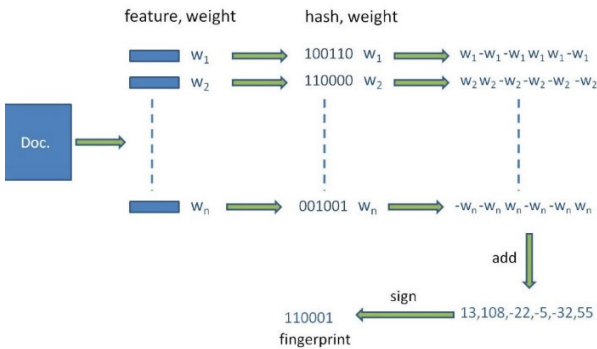 feature, weight hash, weight
w1 100110 w1 w1 -w1 -w1 w1 w1 -w1
w2 110000 w2 w2 w2 -w2 -w2 -w2 -w2
Doc.
wn 001001 wn -wn -wn wn -wn -wn wn
add
sign
110001 13,108,-22,-5,-32,55
fingerprint